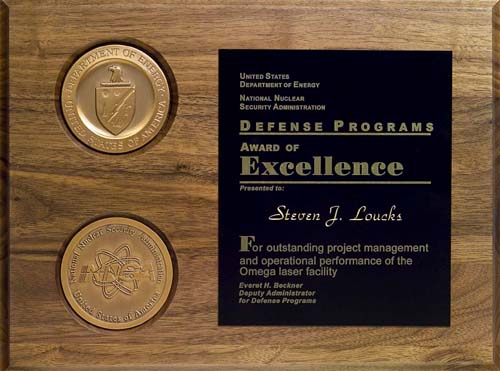 DEPARTMENT OF ENERGY
UNITED STATES OF AMERICA
National Nuclear Security Administration
United States of America
UNITED STATES
DEPARTMENT OF ENERGY
NATIONAL NUCLEAR
SECURITY ADMINISTRATION
DEFENSE PROGRAMS
AWARD OF
Excellence
Presented to:
Steven J. Loucks
For outstanding project management
and operational performance of the
Omega laser facility
Everet H. Beckner
Deputy Administrator
for Defense Programs